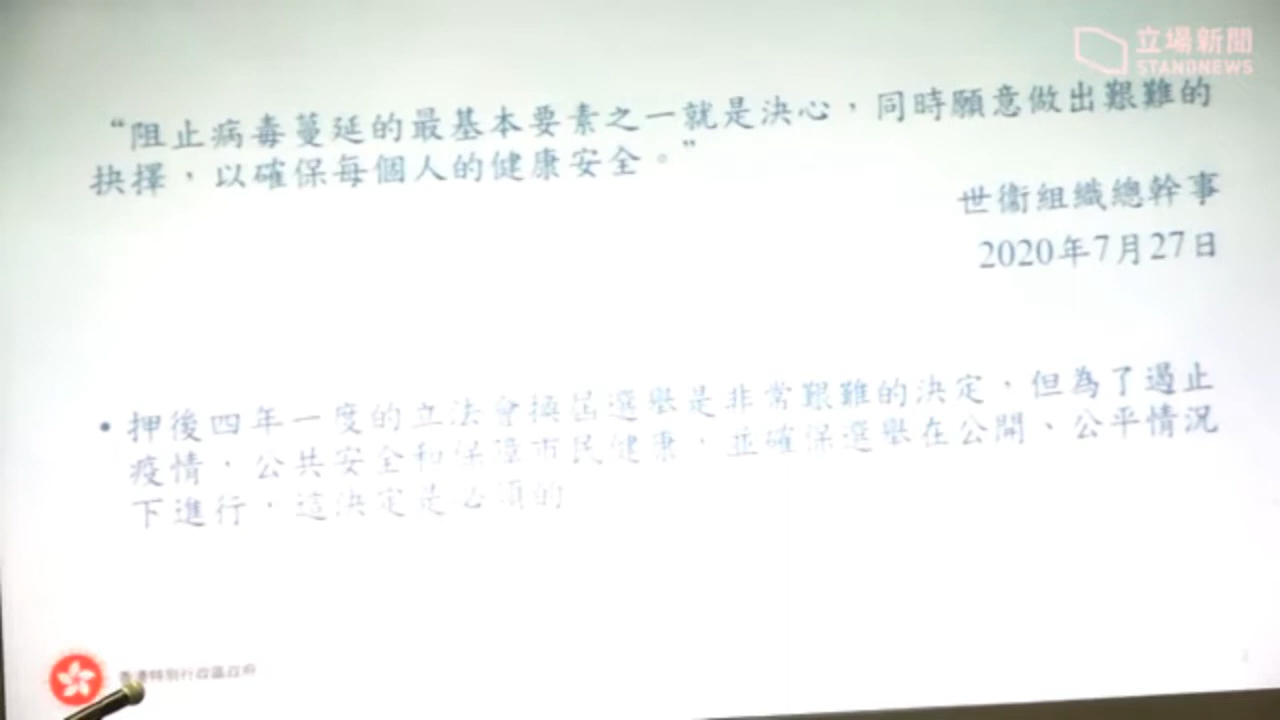 立場新聞
STANDNEWS
“阻止病毒蔓延的最基本要素之一就是決心，同時願意做出艱難的
抉擇，以確保每個人的健康安全。”
世衞組織總幹事
2020年7月27日
• 押後四年一度的立法會換屆選舉是非常艱難的決定，但為了遏止
疫情，公共安全和保障市民健康，並確保選舉在公開、公平情況
下進行，這決定是必須的
香港特別行政區政府